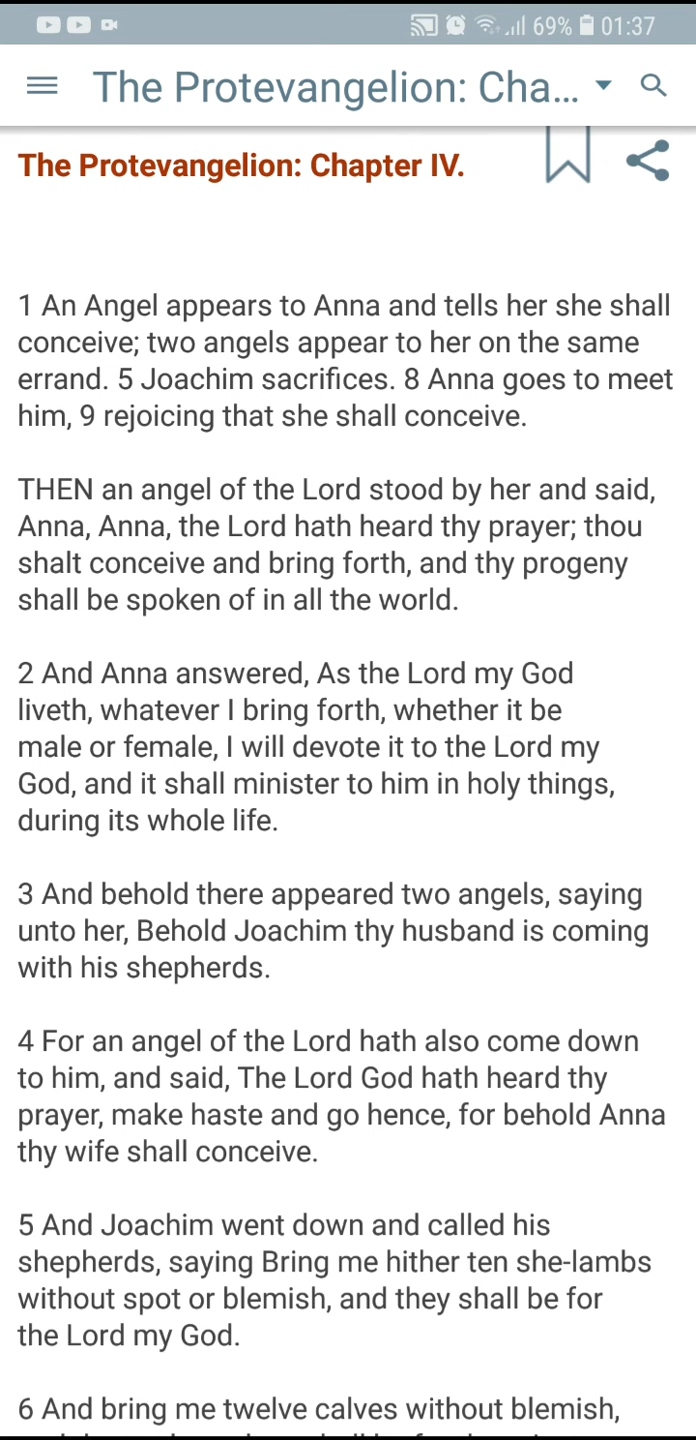 69% 01:37
The Protevangelion: Cha...
The Protevangelion: Chapter IV.
1 An Angel appears to Anna and tells her she shall
conceive; two angels appear to her on the same
errand. 5 Joachim sacrifices. 8 Anna goes to meet
him, 9 rejoicing that she shall conceive.
THEN an angel of the Lord stood by her and said,
Anna, Anna, the Lord hath heard thy prayer; thou
shalt conceive and bring forth, and thy progeny
shall be spoken of in all the world.
2 And Anna answered, As the Lord my God
liveth, whatever I bring forth, whether it be
male or female, I will devote it to the Lord my
God, and it shall minister to him in holy things,
during its whole life.
3 And behold there appeared two angels, saying
unto her, Behold Joachim thy husband is coming
with his shepherds.
4 For an angel of the Lord hath also come down
to him, and said, The Lord God hath heard thy
prayer, make haste and go hence, for behold Anna
thy wife shall conceive.
5 And Joachim went down and called his
shepherds, saying Bring me hither ten she-lambs
without spot or blemish, and they shall be for
the Lord my God.
6 And bring me twelve calves without blemish,